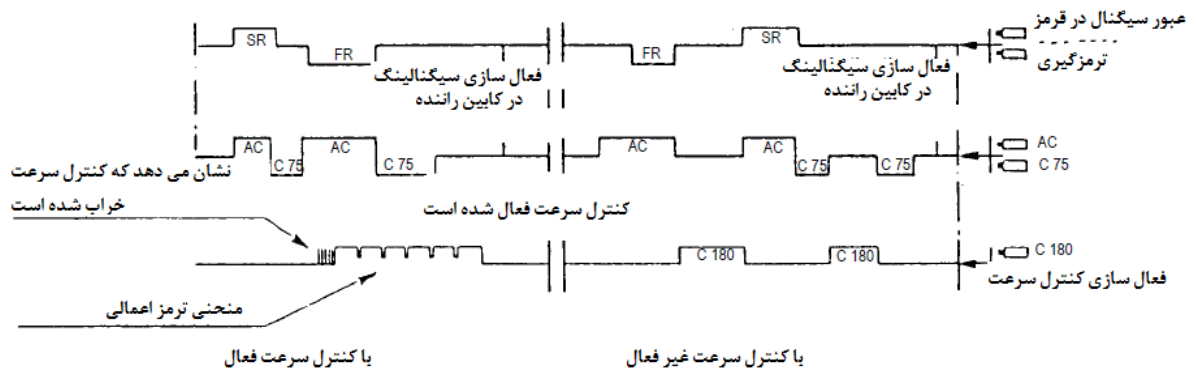 عبور سیگنال در قرمز
ترمزگیری
SR
FR
SR
FR
فعال سازی سیگنالینگ
در کابین راننده
فعال سازی سیگنالینگ
در کابین راننده
AC
C 75
AC
AC
C 75
C 75
AC
AC
C 75
C 75
کنترل سرعت فعال شده است
نشان می دهد که کنترل سرعت
خراب شده است
C 180
فعال سازی کنترل سرعت
C 180
C 180
منحنی ترمز اعمالی
با کنترل سرعت غیر فعال
با کنترل سرعت فعال